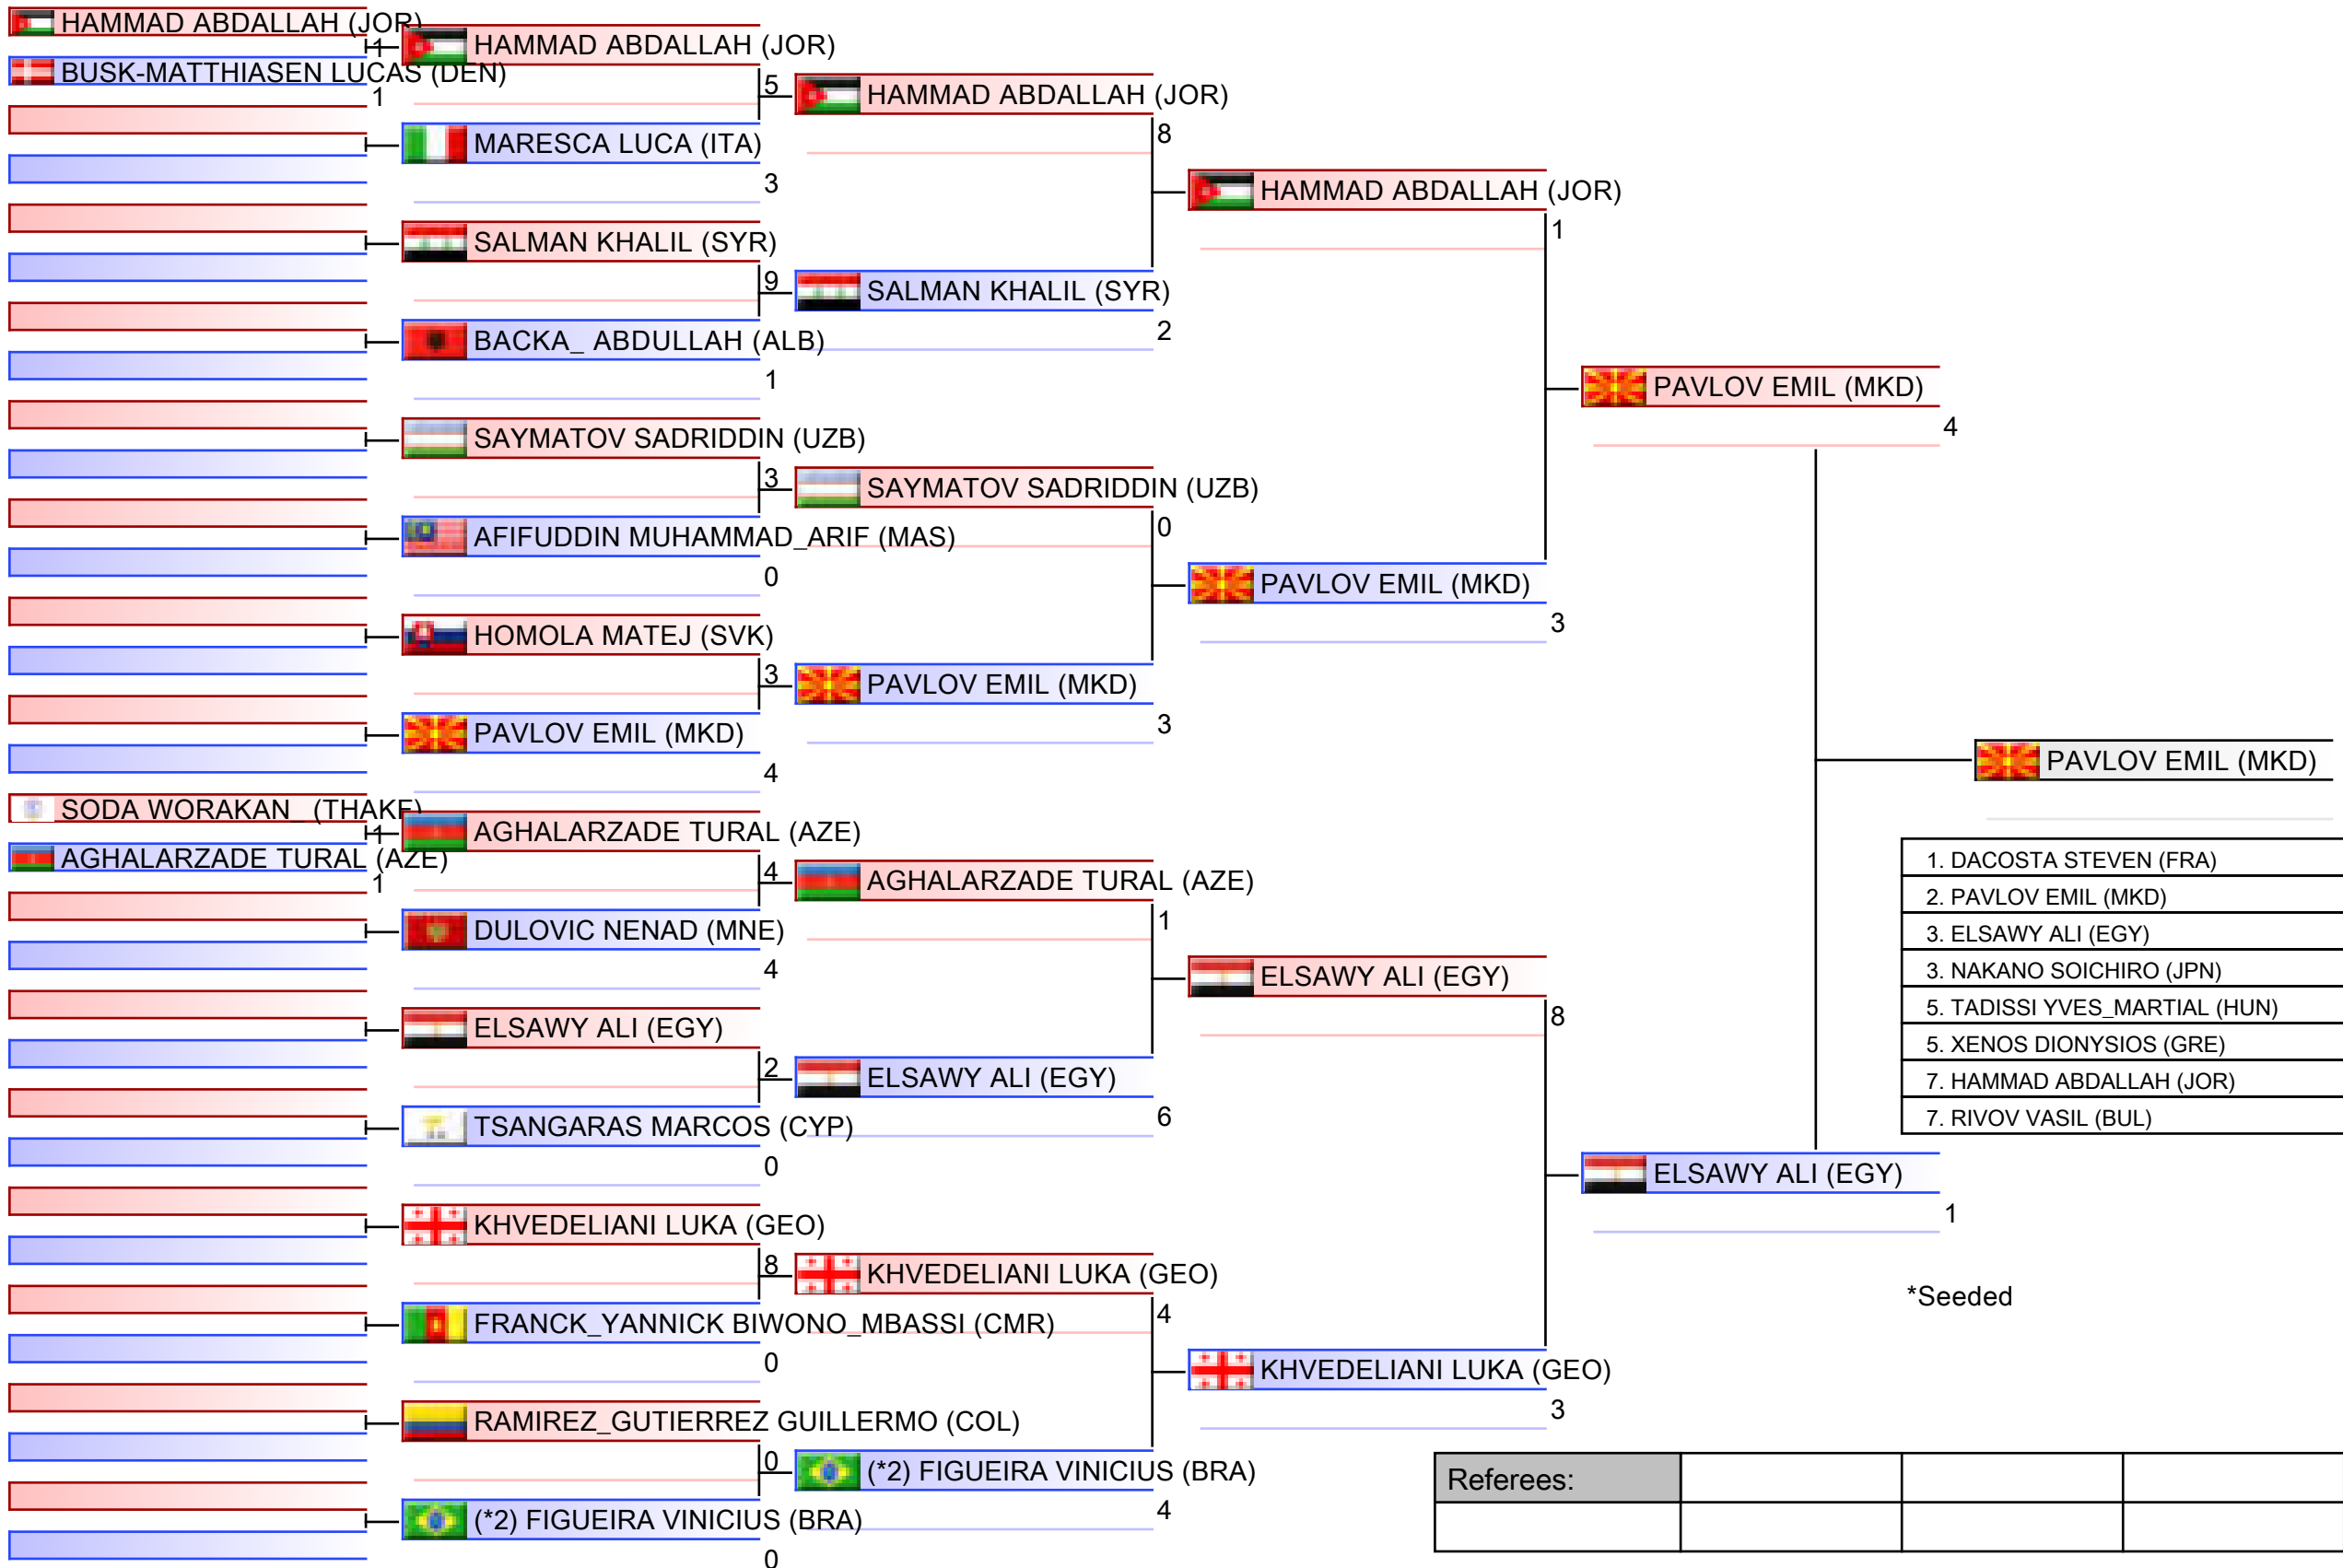 HAMMAD ABDALLAH (JOR)
1
BUSK-MATTHIASEN LUCAS (DEN)
1
SODA WORAKAN_ (THAKF)
1
AGHALARZADE TURAL (AZE)
1
HAMMAD ABDALLAH (JOR)
5
MARESCA LUCA (ITA)
3
SALMAN KHALIL (SYR)
9
BACKA_ ABDULLAH (ALB)
1
SAYMATOV SADRIDDIN (UZB)
3
AFIFUDDIN MUHAMMAD_ARIF (MAS)
0
HOMOLA MATEJ (SVK)
3
PAVLOV EMIL (MKD)
4
AGHALARZADE TURAL (AZE)
4
DULOVIC NENAD (MNE)
4
ELSAWY ALI (EGY)
2
TSANGARAS MARCOS (CYP)
0
KHVEDELIANI LUKA (GEO)
8
FRANCK_YANNICK BIWONO_MBASSI (CMR)
0
RAMIREZ_GUTIERREZ GUILLERMO (COL)
0
(*2) FIGUEIRA VINICIUS (BRA)
0
HAMMAD ABDALLAH (JOR)
8
SALMAN KHALIL (SYR)
2
SAYMATOV SADRIDDIN (UZB)
0
PAVLOV EMIL (MKD)
3
AGHALARZADE TURAL (AZE)
1
ELSAWY ALI (EGY)
6
KHVEDELIANI LUKA (GEO)
4
(*2) FIGUEIRA VINICIUS (BRA)
4
HAMMAD ABDALLAH (JOR)
1
PAVLOV EMIL (MKD)
3
ELSAWY ALI (EGY)
8
KHVEDELIANI LUKA (GEO)
3
PAVLOV EMIL (MKD)
4
ELSAWY ALI (EGY)
1
PAVLOV EMIL (MKD)
1. DACOSTA STEVEN (FRA)
2. PAVLOV EMIL (MKD)
3. ELSAWY ALI (EGY)
3. NAKANO SOICHIRO (JPN)
5. TADISSI YVES_MARTIAL (HUN)
5. XENOS DIONYSIOS (GRE)
7. HAMMAD ABDALLAH (JOR)
7. RIVOV VASIL (BUL)
*Seeded
Referees: